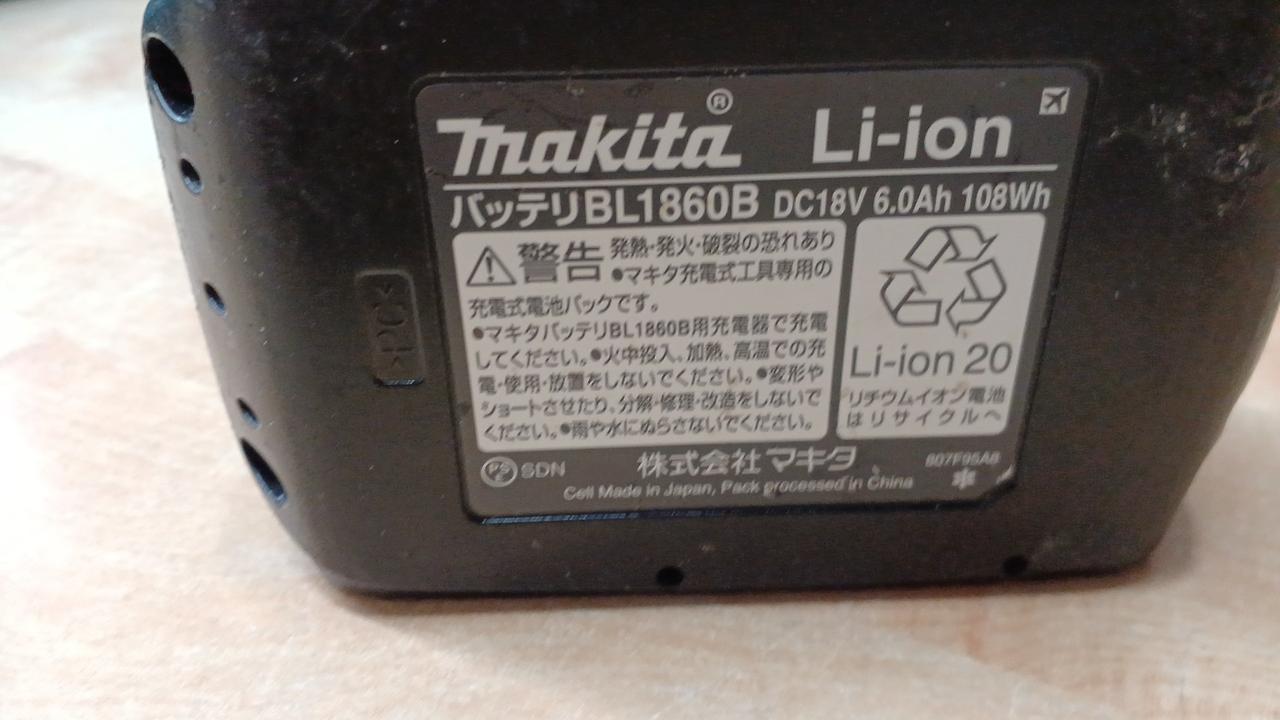 makita® Li-ion
バッテリBL1860B DC18V 6.0Ah 108Wh
警告 発熱・発火・破裂の恐れあり
●マキタ充電式工具専用の
充電式電池パックです。
●マキタバッテリBL1860B用充電器で充電
してください。●火中投入、加熱、高温での充
電・使用・放置をしないでください。●変形や
ショートさせたり、分解・修理・改造をしないで
ください。●雨や水にぬらさないでください。
Li-ion 20
リチウムイオン電池
はリサイクルへ
PS E SDN 株式会社マキタ 607F95A8
Cell Made in Japan, Pack processed in China
>PC<